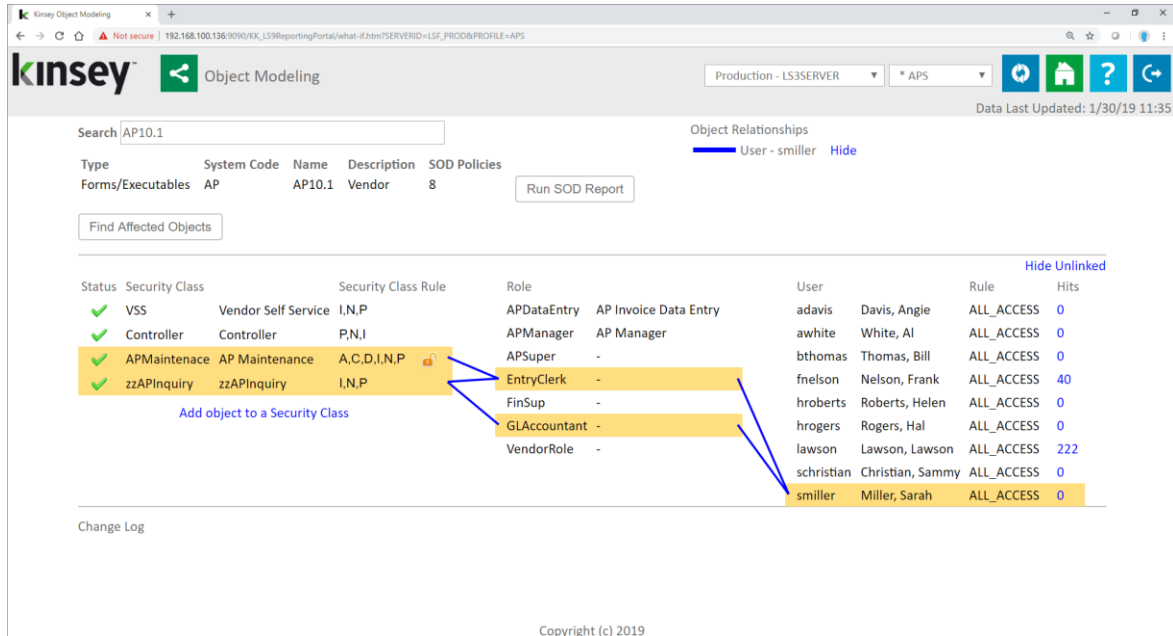 Kinsey Object Modeling
Not secure | 192.168.100.136:9090/KK_LS9ReportingPortal/what-if.htm?SERVERID=LSF_PROD&PROFILE=APS
kinsey Object Modeling Production - LS3SERVER * APS ?
Data Last Updated: 1/30/19 11:35
Search AP10.1 Object Relationships
User - smiller Hide
Type System Code Name Description SOD Policies
Forms/Executables AP AP10.1 Vendor 8 Run SOD Report
Find Affected Objects
Hide Unlinked
Status Security Class Security Class Rule Role User Rule Hits
VSS Vendor Self Service I,N,P APDataEntry AP Invoice Data Entry adavis Davis, Angie ALL_ACCESS 0
Controller Controller P,N,I APManager AP Manager awhite White, Al ALL_ACCESS 0
APMaintenace AP Maintenance A,C,D,I,N,P APSuper - bthomas Thomas, Bill ALL_ACCESS 0
zzAPInquiry zzAPInquiry I,N,P EntryClerk - fnelson Nelson, Frank ALL_ACCESS 40
Add object to a Security Class FinSup - hroberts Roberts, Helen ALL_ACCESS 0
GLAccountant - hrogers Rogers, Hal ALL_ACCESS 0
VendorRole - lawson Lawson, Lawson ALL_ACCESS 222
schristian Christian, Sammy ALL_ACCESS 0
smiller Miller, Sarah ALL_ACCESS 0
Change Log
Copyright (c) 2019